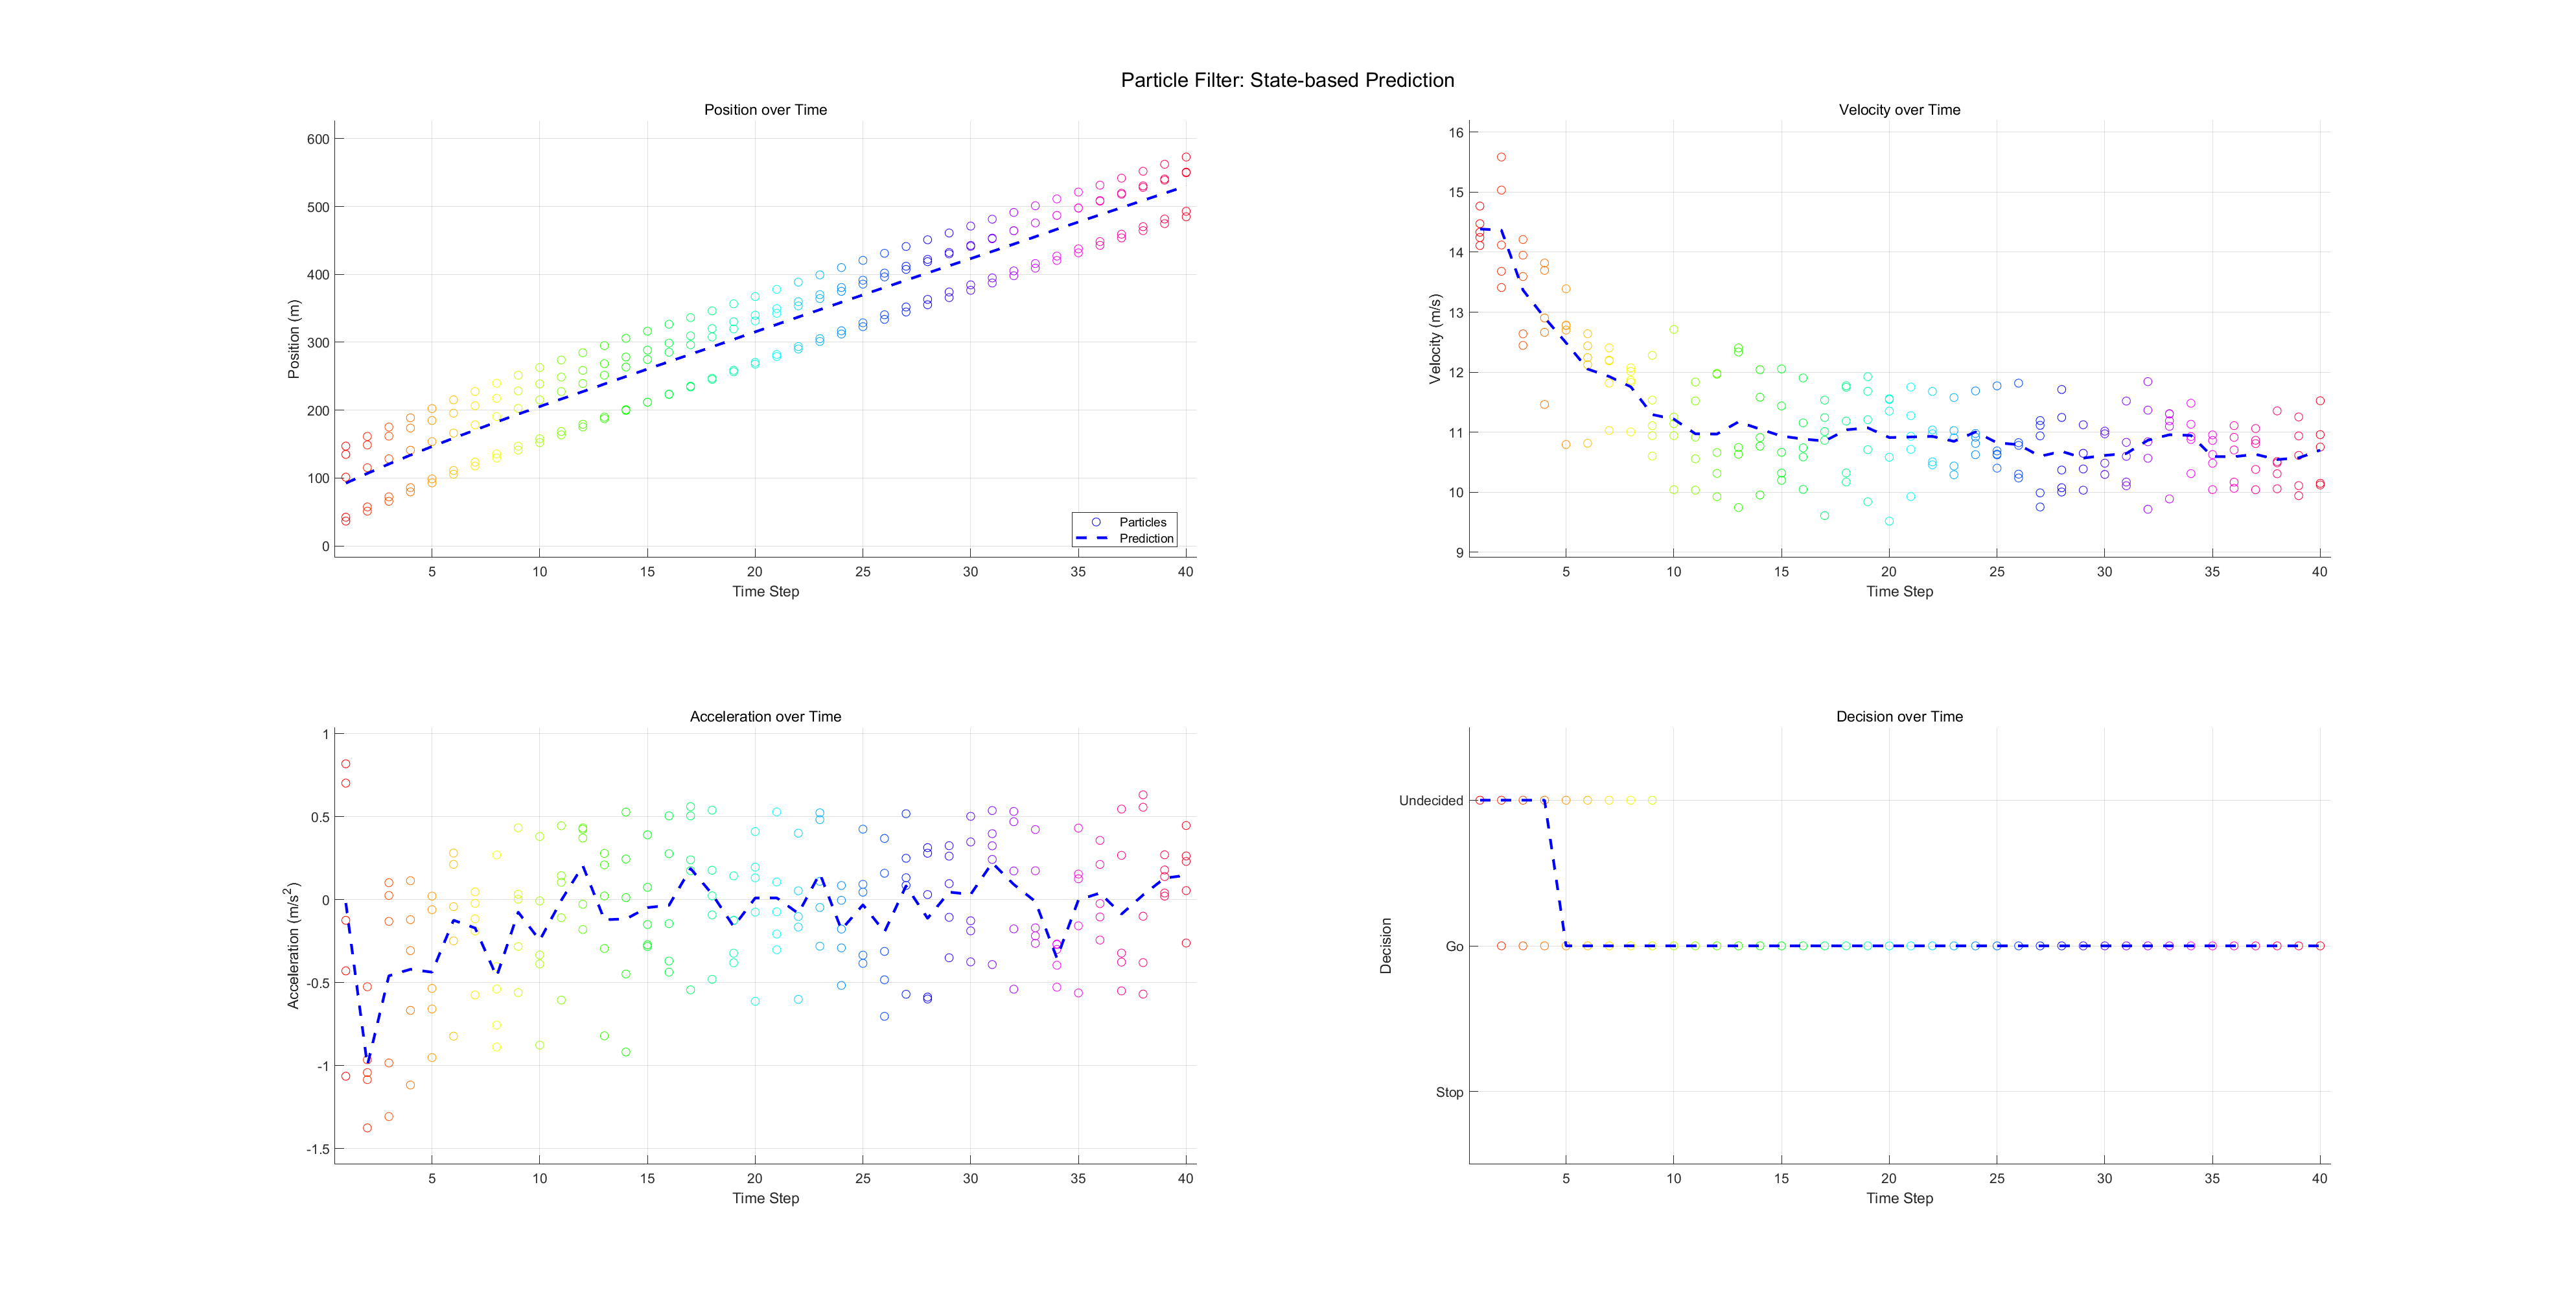 Particle Filter: State-based Prediction
Position over Time
600
500
400
300
200
100
0
Position (m)
5 10 15 20 25 30 35 40
Time Step
Particles
Prediction
Velocity over Time
16
15
14
13
12
11
10
9
Velocity (m/s)
5 10 15 20 25 30 35 40
Time Step
Acceleration over Time
1
0.5
0
-0.5
-1
-1.5
Acceleration (m/s²)
5 10 15 20 25 30 35 40
Time Step
Decision over Time
Undecided
Go
Stop
Decision
5 10 15 20 25 30 35 40
Time Step